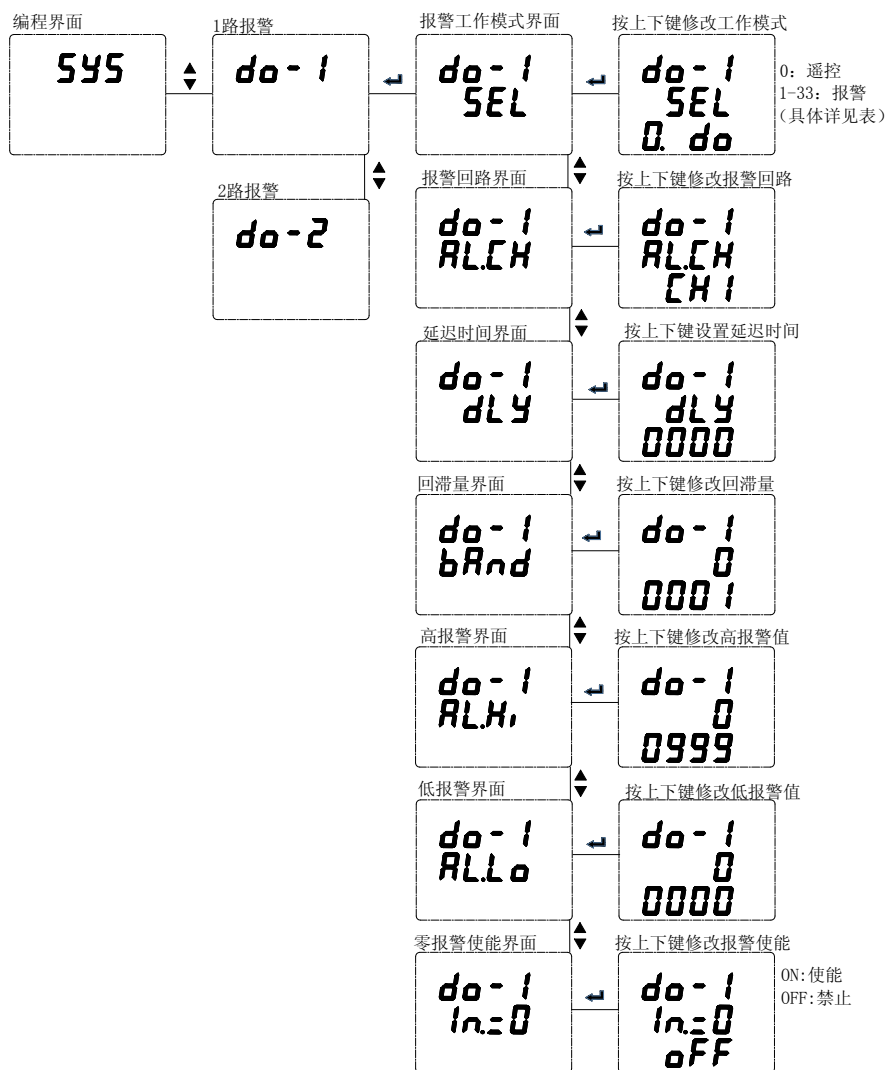 编程界面
SYS
1路报警
do-1
2路报警
do-2
报警工作模式界面
do-1
SEL
按上下键修改工作模式
do-1
SEL
0. do
0：遥控
1-33：报警
（具体详见表）
报警回路界面
do-1
AL.CH
按上下键修改报警回路
do-1
AL.CH
CH1
延迟时间界面
do-1
dLY
按上下键设置延迟时间
do-1
dLY
0000
回滞量界面
do-1
bAnd
按上下键修改回滞量
do-1
0
0001
高报警界面
do-1
AL.Hi
按上下键修改高报警值
do-1
0
0999
低报警界面
do-1
AL.Lo
按上下键修改低报警值
do-1
0
0000
零报警使能界面
do-1
In.=0
按上下键修改报警使能
do-1
In.=0
oFF
ON:使能
OFF:禁止